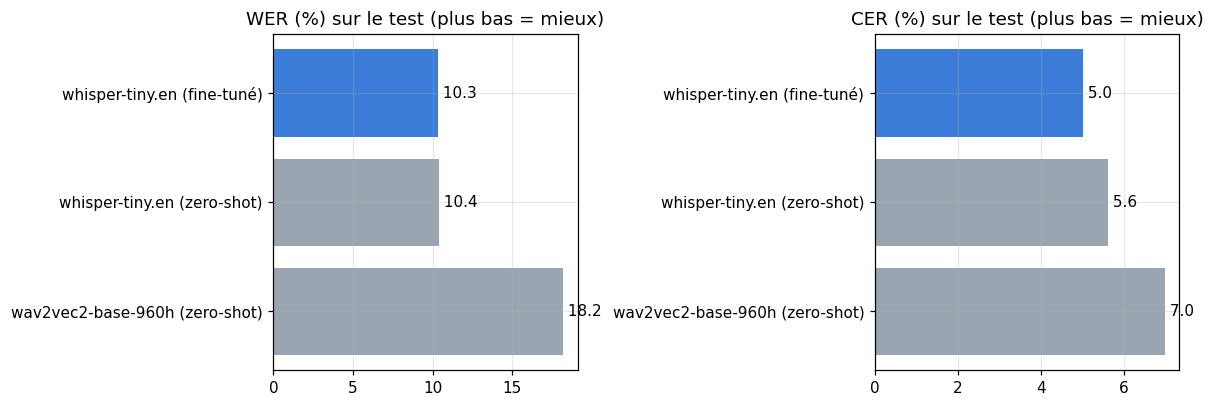 WER (%) sur le test (plus bas = mieux)
whisper-tiny.en (fine-tuné)
10.3
whisper-tiny.en (zero-shot)
10.4
wav2vec2-base-960h (zero-shot)
18.2
0 5 10 15
CER (%) sur le test (plus bas = mieux)
whisper-tiny.en (fine-tuné)
5.0
whisper-tiny.en (zero-shot)
5.6
wav2vec2-base-960h (zero-shot)
7.0
0 2 4 6